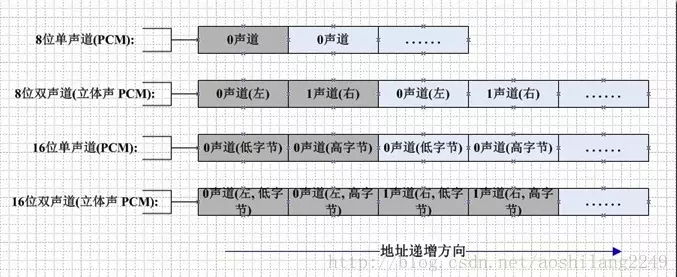 8位单声道(PCM): 0声道 0声道 ......
8位双声道(立体声 PCM): 0声道(左) 1声道(右) 0声道(左) 1声道(右) ......
16位单声道(PCM): 0声道(低字节) 0声道(高字节) 0声道(低字节) 0声道(高字节) ......
16位双声道(立体声 PCM): 0声道(左, 低字节) 0声道(左, 高字节) 1声道(右, 低字节) 1声道(右, 高字节) ......
地址递增方向
http://blog.csdn.net/aoshilang2249